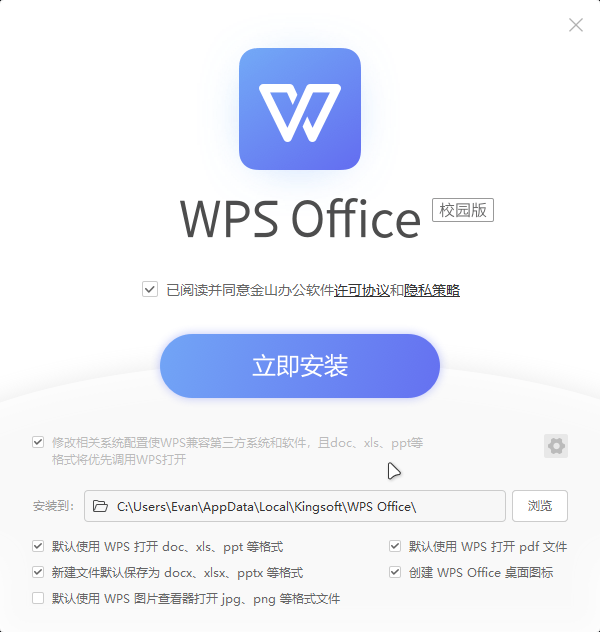 WPS Office 校园版
已阅读并同意金山办公软件许可协议和隐私策略
立即安装
修改相关系统配置使WPS兼容第三方系统和软件，且doc、xls、ppt等
格式将优先调用WPS打开
安装到： C:\Users\Evan\AppData\Local\Kingsoft\WPS Office\ 浏览
默认使用 WPS 打开 doc、xls、ppt 等格式 默认使用 WPS 打开 pdf 文件
新建文件默认保存为 docx、xlsx、pptx 等格式 创建 WPS Office 桌面图标
默认使用 WPS 图片查看器打开 jpg、png 等格式文件